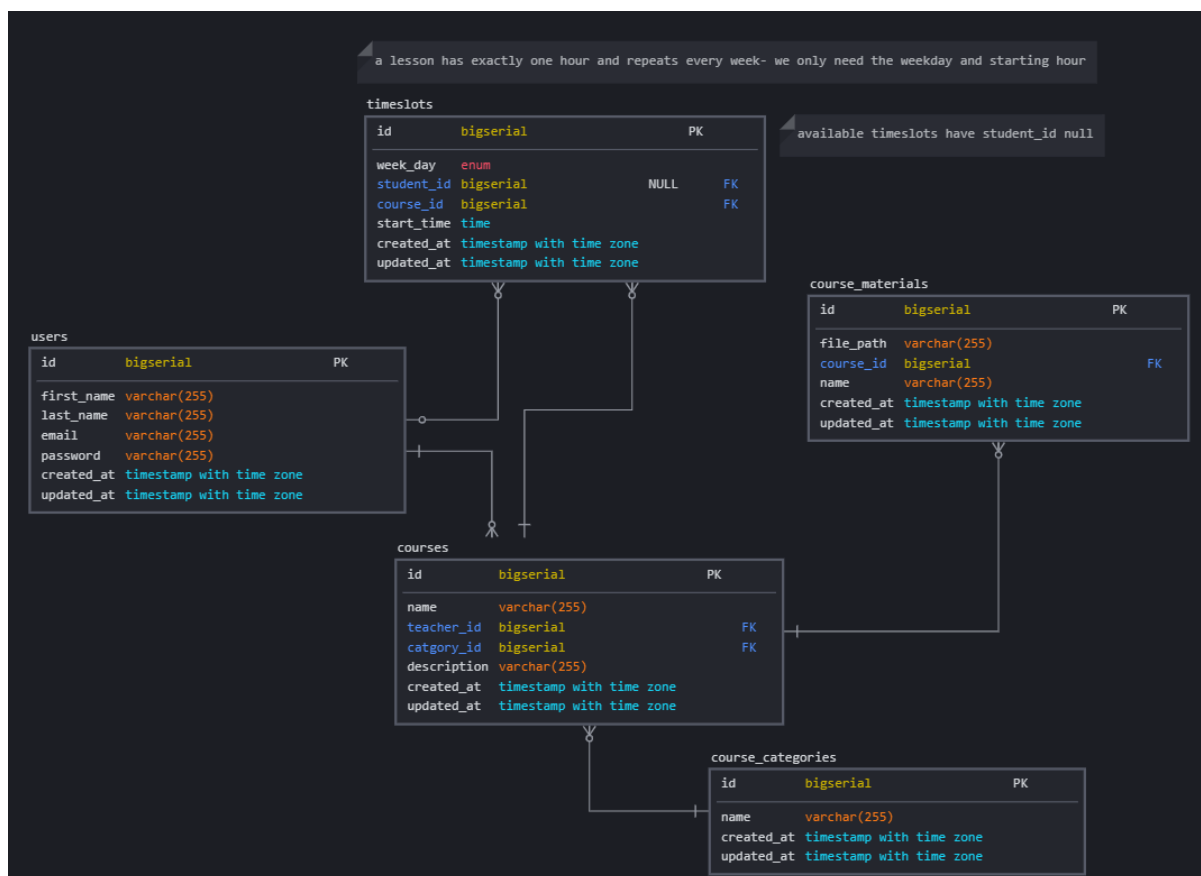 a lesson has exactly one hour and repeats every week- we only need the weekday and starting hour
timeslots
id bigserial PK
week_day enum
student_id bigserial NULL FK
course_id bigserial FK
start_time time
created_at timestamp with time zone
updated_at timestamp with time zone
available timeslots have student_id null
course_materials
id bigserial PK
file_path varchar(255)
course_id bigserial FK
name varchar(255)
created_at timestamp with time zone
updated_at timestamp with time zone
users
id bigserial PK
first_name varchar(255)
last_name varchar(255)
email varchar(255)
password varchar(255)
created_at timestamp with time zone
updated_at timestamp with time zone
courses
id bigserial PK
name varchar(255)
teacher_id bigserial FK
catgory_id bigserial FK
description varchar(255)
created_at timestamp with time zone
updated_at timestamp with time zone
course_categories
id bigserial PK
name varchar(255)
created_at timestamp with time zone
updated_at timestamp with time zone